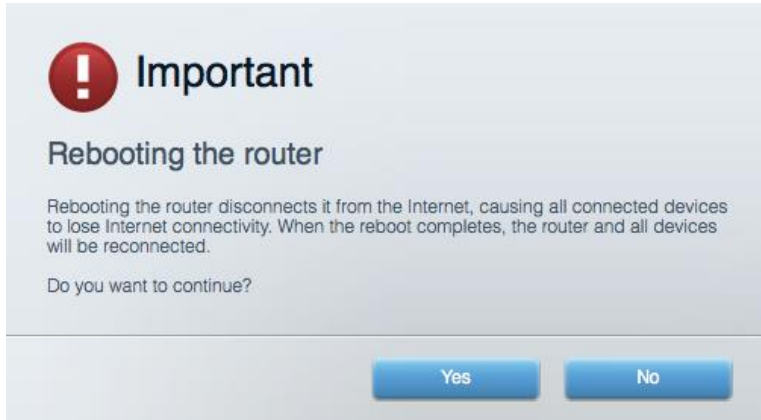 Important
Rebooting the router
Rebooting the router disconnects it from the Internet, causing all connected devices
to lose Internet connectivity. When the reboot completes, the router and all devices
will be reconnected.
Do you want to continue?
Yes No